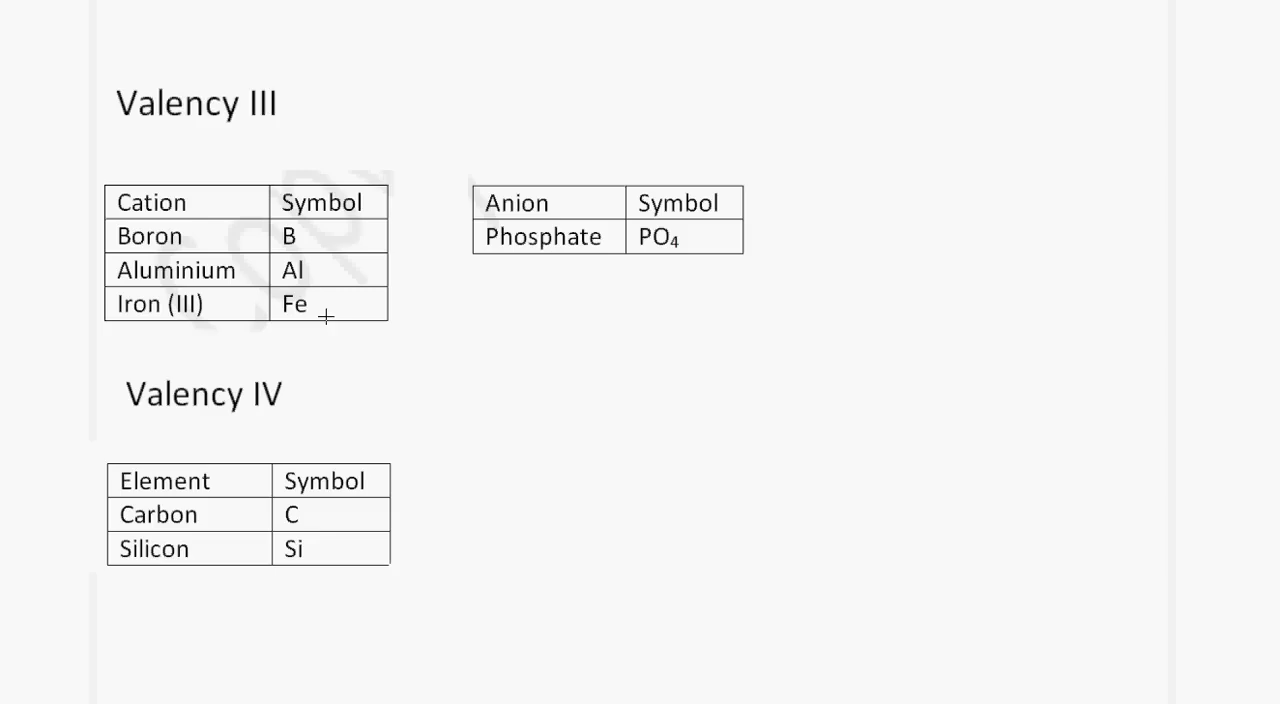 Valency III
Cation Symbol
Boron B
Aluminium Al
Iron (III) Fe
Anion Symbol
Phosphate PO₄
Valency IV
Element Symbol
Carbon C
Silicon Si